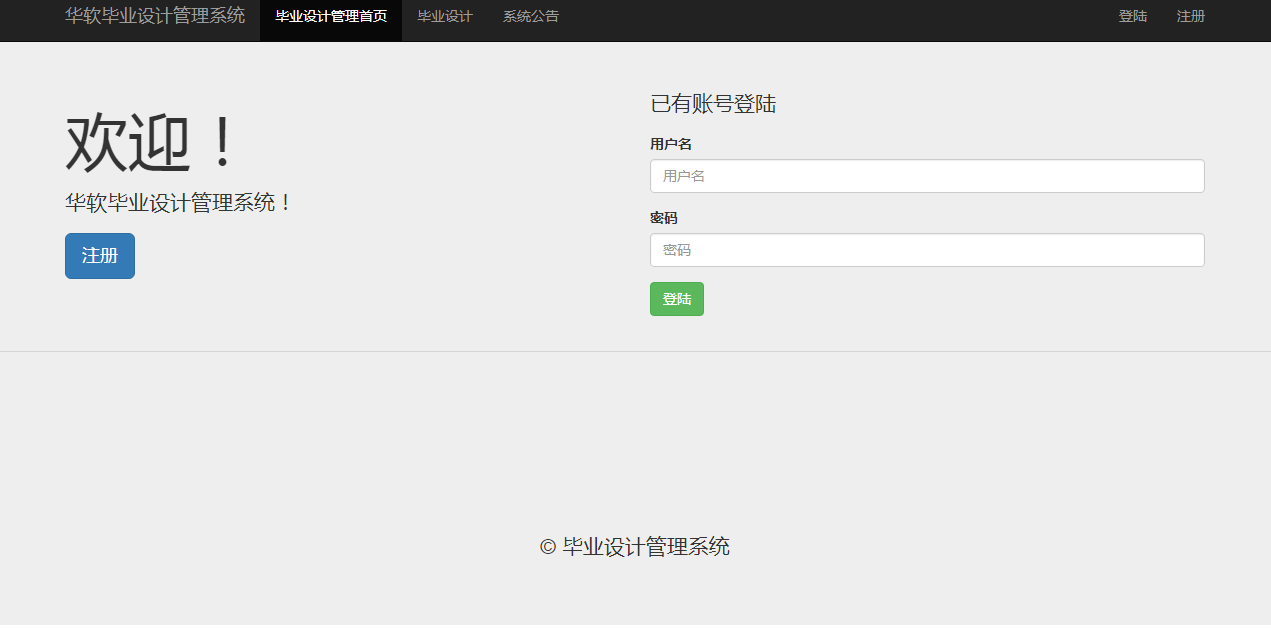 华软毕业设计管理系统 毕业设计管理首页 毕业设计 系统公告 登陆 注册
欢迎！
华软毕业设计管理系统！
注册
已有账号登陆
用户名
用户名
密码
密码
登陆
© 毕业设计管理系统